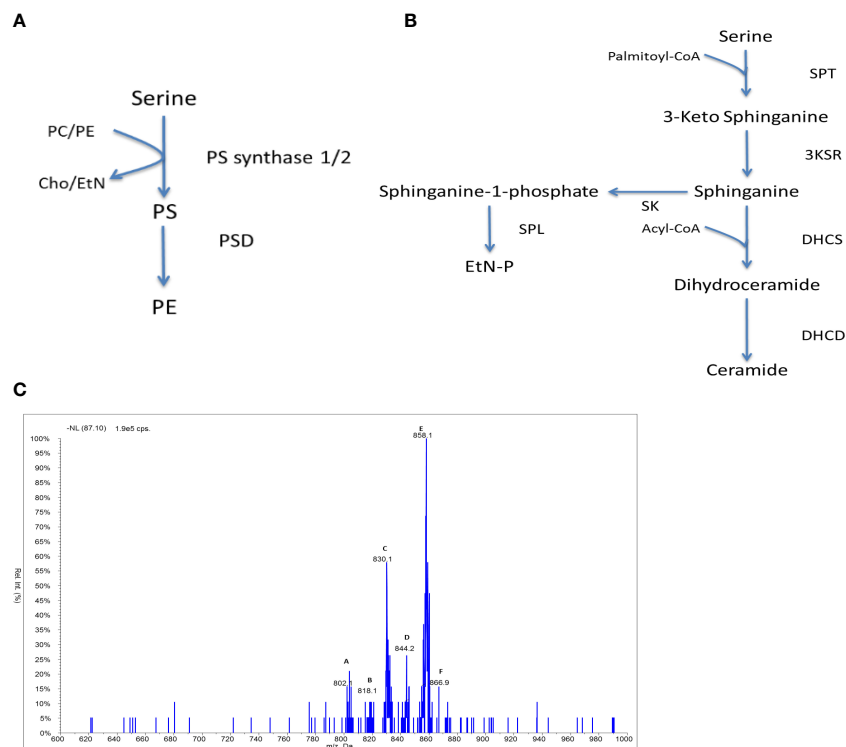 A
Serine
PC/PE
PS synthase 1/2
Cho/EtN
PS
PSD
PE
B
Serine
Palmitoyl-CoA
SPT
3-Keto Sphinganine
3KSR
Sphinganine-1-phosphate
Sphinganine
SK
SPL
Acyl-CoA
DHCS
EtN-P
Dihydroceramide
DHCD
Ceramide
C
-NL (87.10) 1.9e5 cps.
E
858.1
100%
95%
90%
85%
80%
75%
70%
65%
C
60%
830.1
55%
50%
45%
40%
35%
D
30%
844.2
25%
A
20%
B
F
802.1
866.9
15%
818.1
10%
5%
0%
Rel. Int. (%)
600 620 640 660 680 700 720 740 760 780 800 820 840 860 880 900 920 940 960 980 1000
m/z, Da